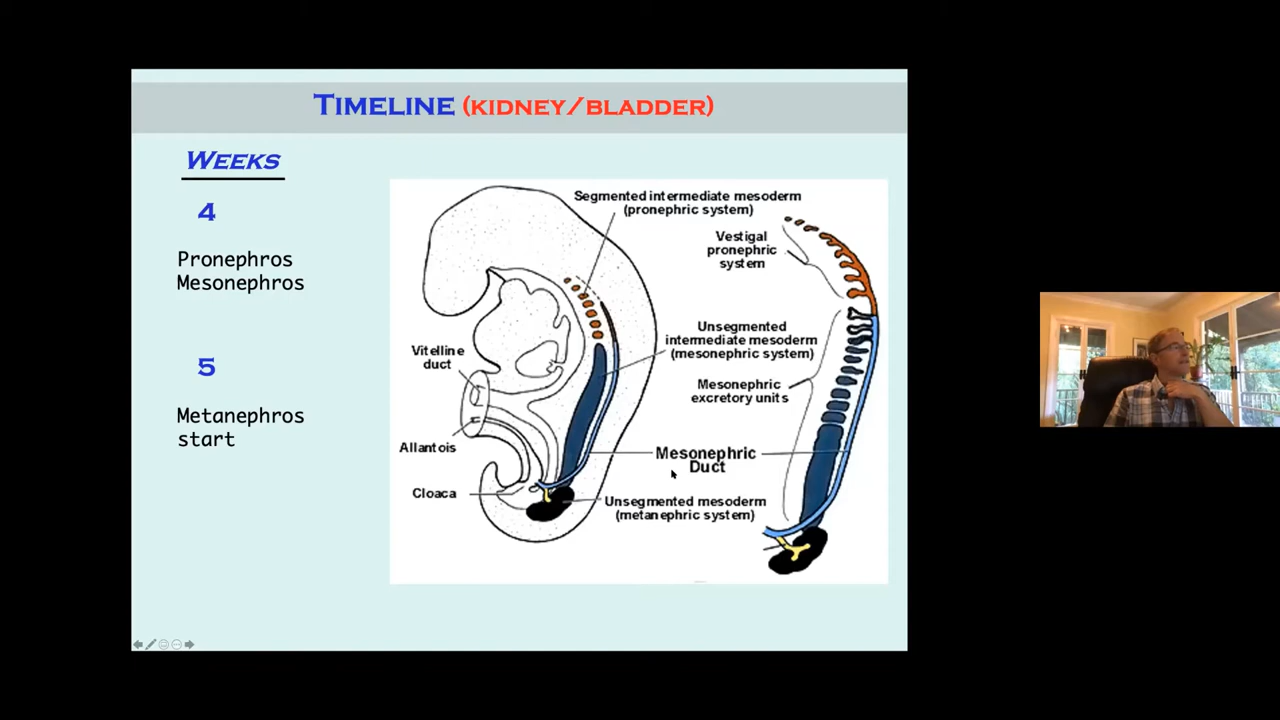 TIMELINE (KIDNEY/BLADDER)
WEEKS
4
Pronephros
Mesonephros
5
Metanephros
start
Segmented intermediate mesoderm
(pronephric system)
Vestigal
pronephric
system
Unsegmented
intermediate mesoderm
(mesonephric system)
Vitelline
duct
Mesonephric
excretory units
Allantois
Mesonephric
Duct
Cloaca
Unsegmented mesoderm
(metanephric system)